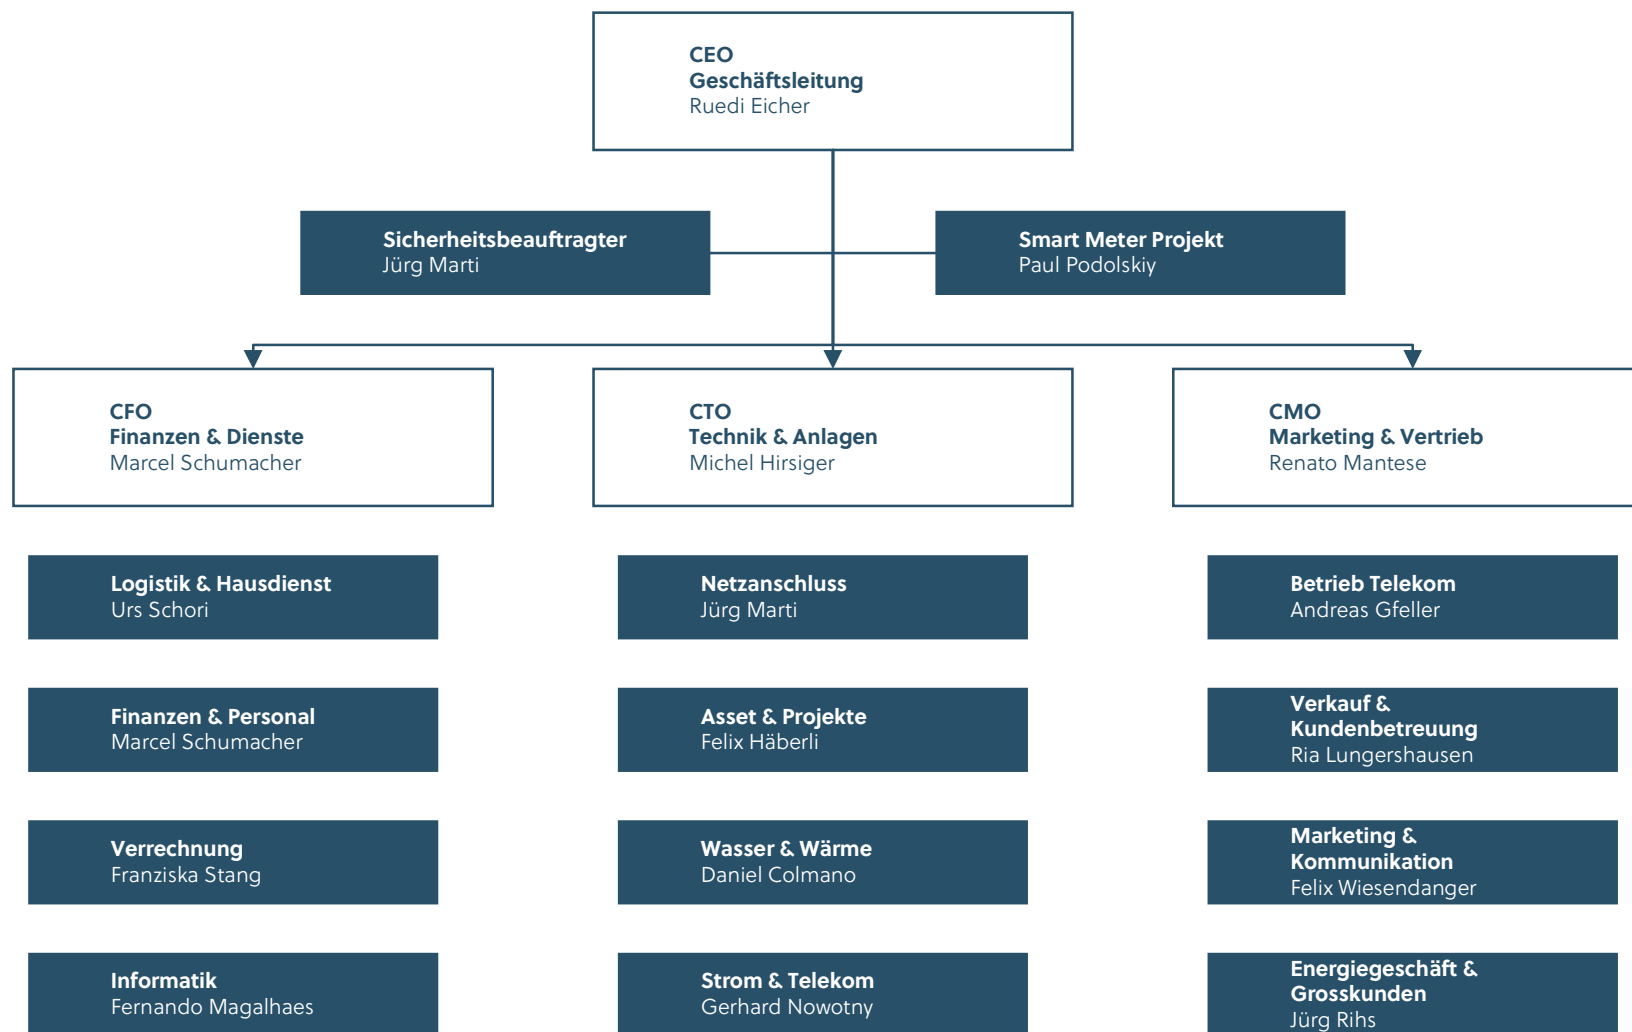 CEO
Geschäftsleitung
Ruedi Eicher
Sicherheitsbeauftragter
Jürg Marti
Smart Meter Projekt
Paul Podolskiy
CFO
Finanzen & Dienste
Marcel Schumacher
CTO
Technik & Anlagen
Michel Hirsiger
CMO
Marketing & Vertrieb
Renato Mantese
Logistik & Hausdienst
Urs Schori
Netzanschluss
Jürg Marti
Betrieb Telekom
Andreas Gfeller
Finanzen & Personal
Marcel Schumacher
Asset & Projekte
Felix Häberli
Verkauf &
Kundenbetreuung
Ria Lungershausen
Verrechnung
Franziska Stang
Wasser & Wärme
Daniel Colmano
Marketing &
Kommunikation
Felix Wiesendanger
Informatik
Fernando Magalhaes
Strom & Telekom
Gerhard Nowotny
Energiegeschäft &
Grosskunden
Jürg Rihs